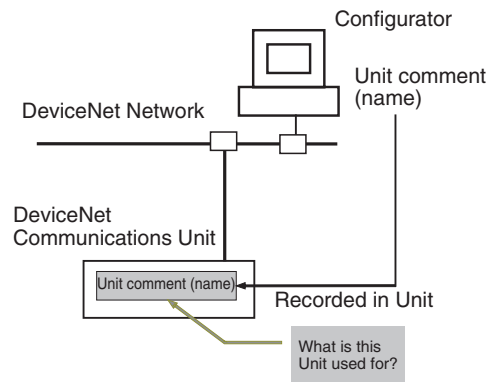 Configurator
Unit comment
(name)
DeviceNet Network
DeviceNet
Communications Unit
Unit comment (name)
Recorded in Unit
What is this
Unit used for?